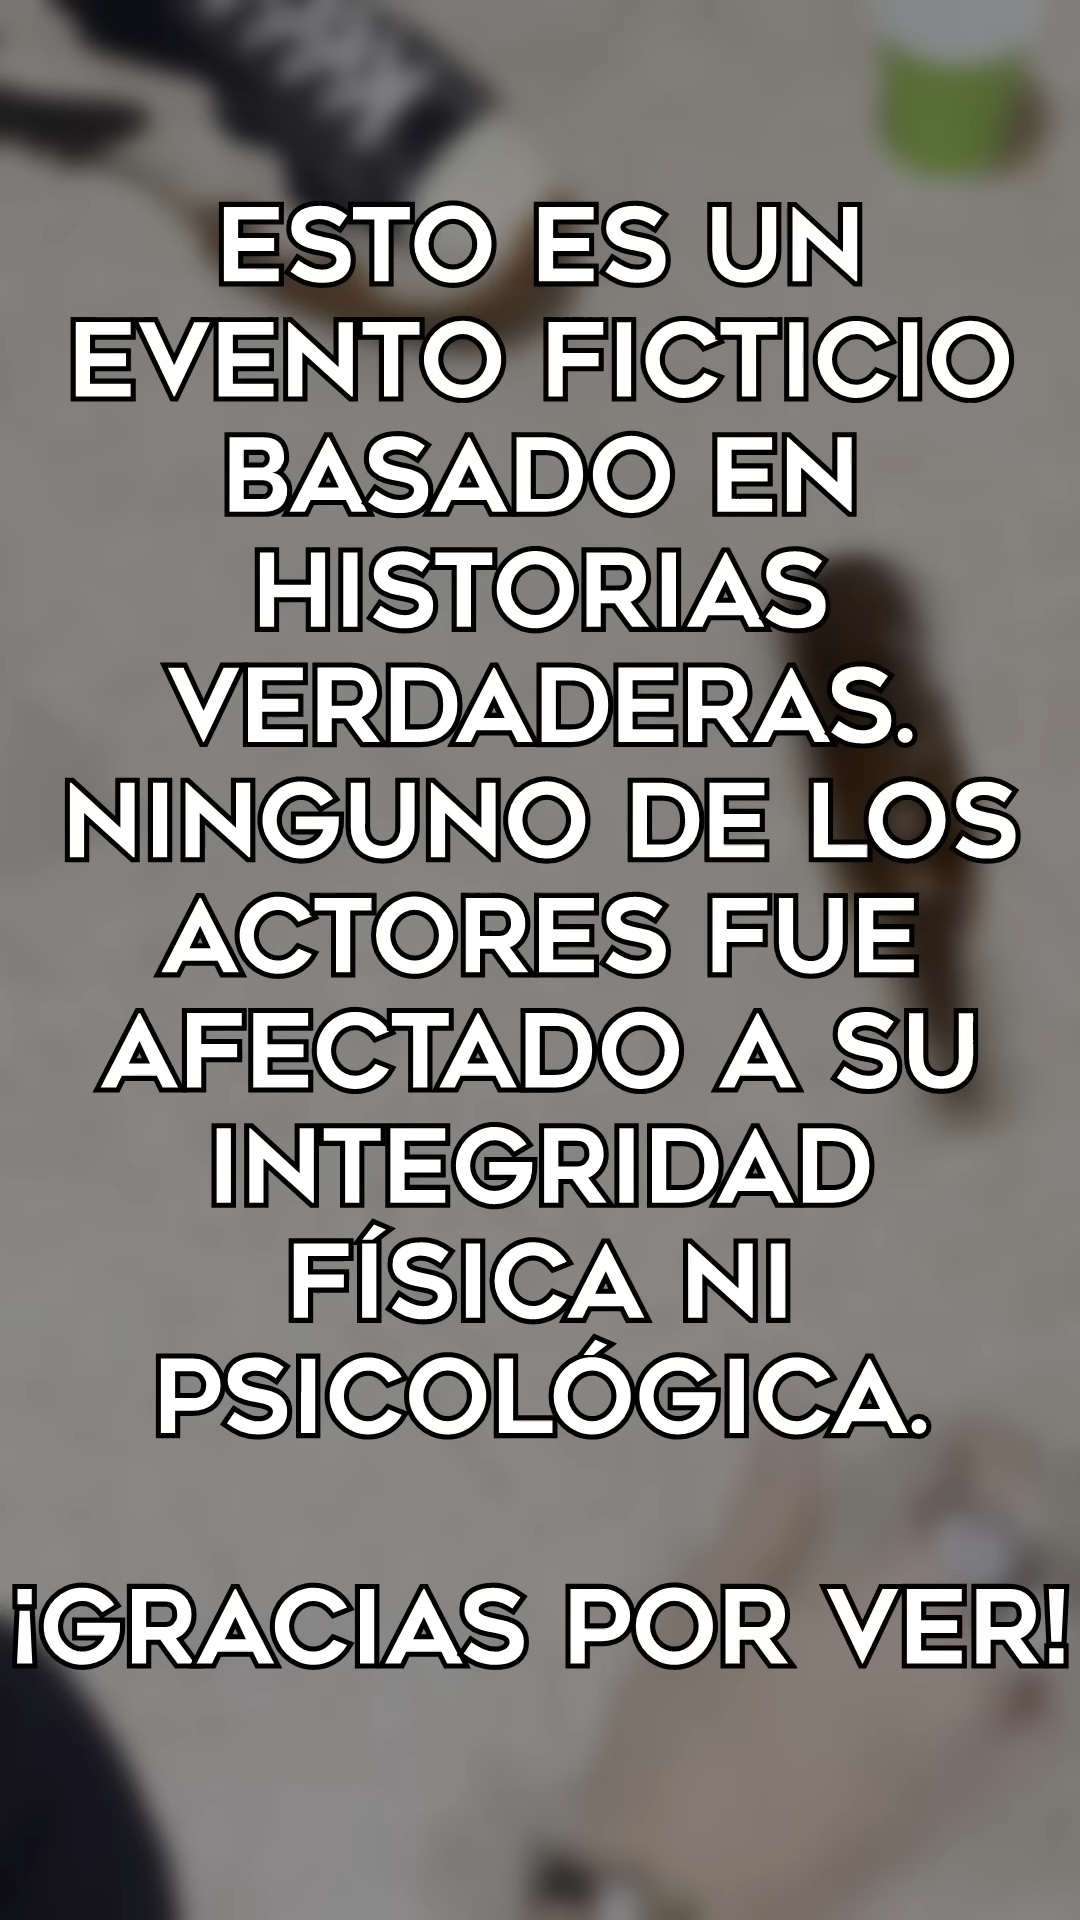 ESTO ES UN
EVENTO FICTICIO
BASADO EN
HISTORIAS
VERDADERAS.
NINGUNO DE LOS
ACTORES FUE
AFECTADO A SU
INTEGRIDAD
FÍSICA NI
PSICOLÓGICA.
¡GRACIAS POR VER!